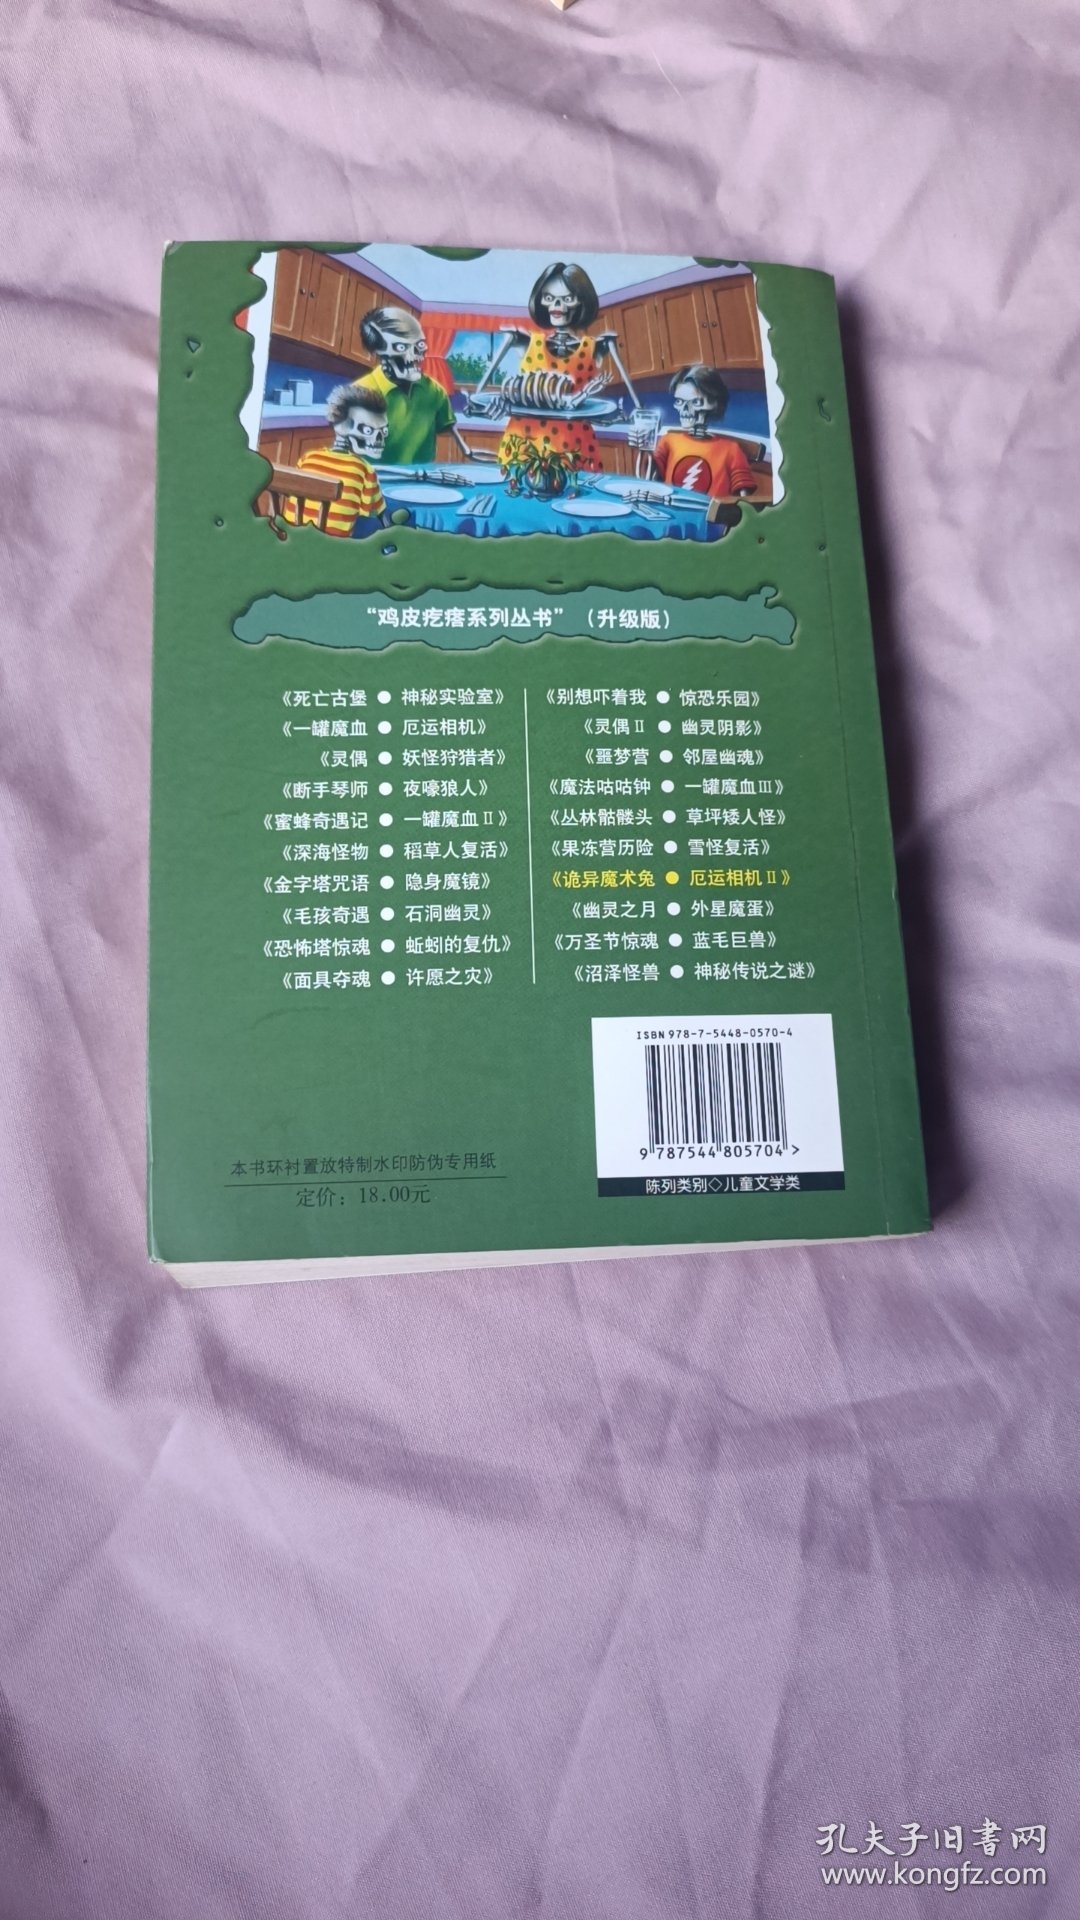 “鸡皮疙瘩系列丛书”（升级版）
《死亡古堡●神秘实验室》
《一罐魔血●厄运相机》
《灵偶●妖怪狩猎者》
《断手琴师●夜嚎狼人》
《蜜蜂奇遇记●一罐魔血Ⅱ》
《深海怪物●稻草人复活》
《金字塔咒语●隐身魔镜》
《毛孩奇遇●石洞幽灵》
《恐怖塔惊魂●蚯蚓的复仇》
《面具夺魂●许愿之灾》
《别想吓着我●惊恐乐园》
《灵偶Ⅱ●幽灵阴影》
《噩梦营●邻屋幽魂》
《魔法咕咕钟●一罐魔血Ⅲ》
《丛林骷髅头●草坪矮人怪》
《果冻营历险●雪怪复活》
《诡异魔术兔●厄运相机Ⅱ》
《幽灵之月●外星魔蛋》
《万圣节惊魂●蓝毛巨兽》
《沼泽怪兽●神秘传说之谜》
ISBN 978-7-5448-0570-4
9 787544 805704 >
陈列类别◇儿童文学类
本书环衬置放特制水印防伪专用纸
定价：18.00元
孔夫子旧書网
www.kongfz.com